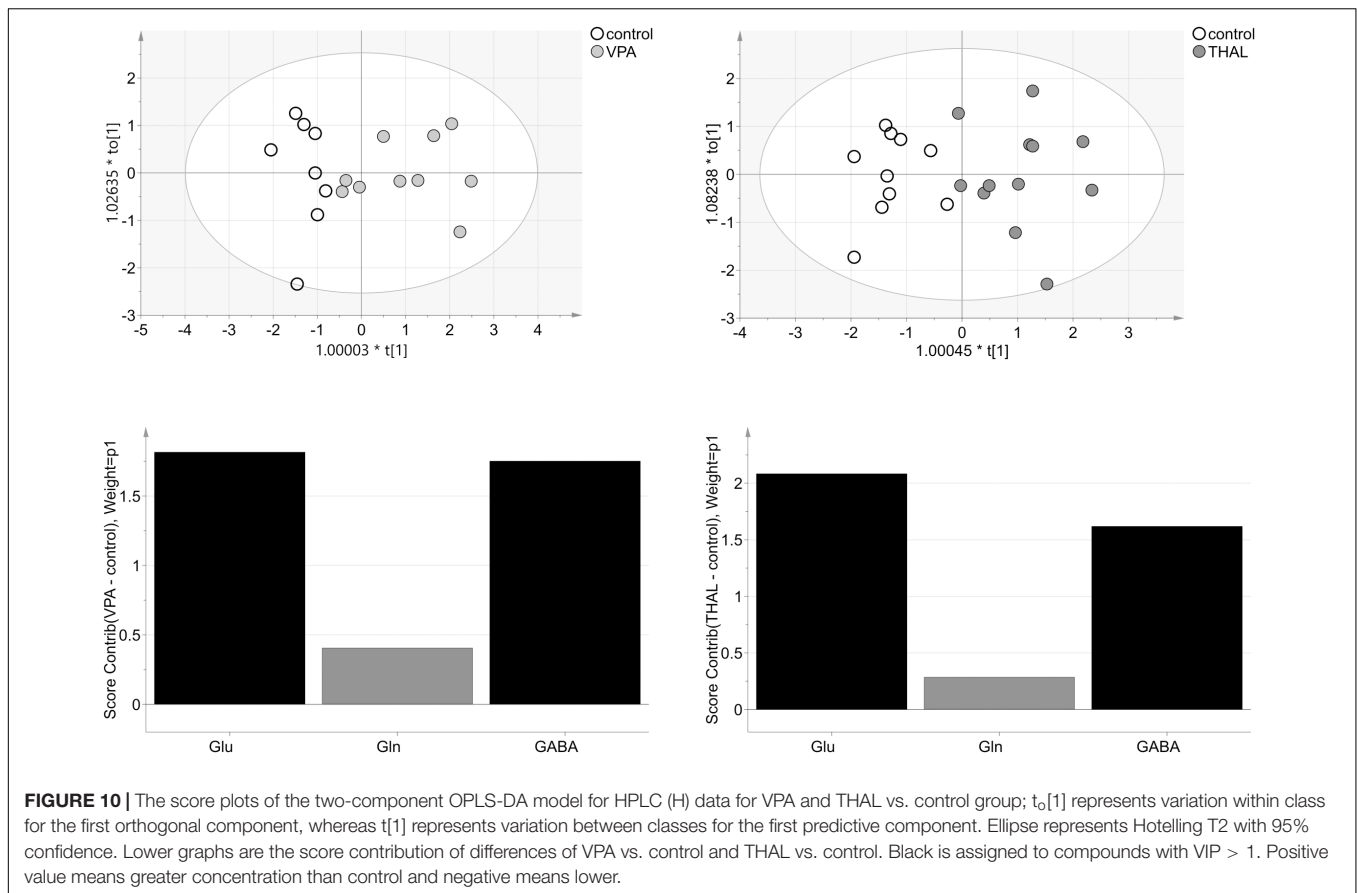 control
VPA
2
1
0
-1
-2
-3
1.02635 * to[1]
-5 -4 -3 -2 -1 0 1 2 3 4
1.00003 * t[1]
control
THAL
2
1
0
-1
-2
-3
1.08238 * to[1]
-4 -3 -2 -1 0 1 2 3
1.00045 * t[1]
Score Contrib(VPA - control), Weight=p1
1.5
1
0.5
0
Glu Gln GABA
Score Contrib(THAL - control), Weight=p1
2
1.5
1
0.5
0
Glu Gln GABA
FIGURE 10 | The score plots of the two-component OPLS-DA model for HPLC (H) data for VPA and THAL vs. control group; to[1] represents variation within class
for the first orthogonal component, whereas t[1] represents variation between classes for the first predictive component. Ellipse represents Hotelling T2 with 95%
confidence. Lower graphs are the score contribution of differences of VPA vs. control and THAL vs. control. Black is assigned to compounds with VIP > 1. Positive
value means greater concentration than control and negative means lower.